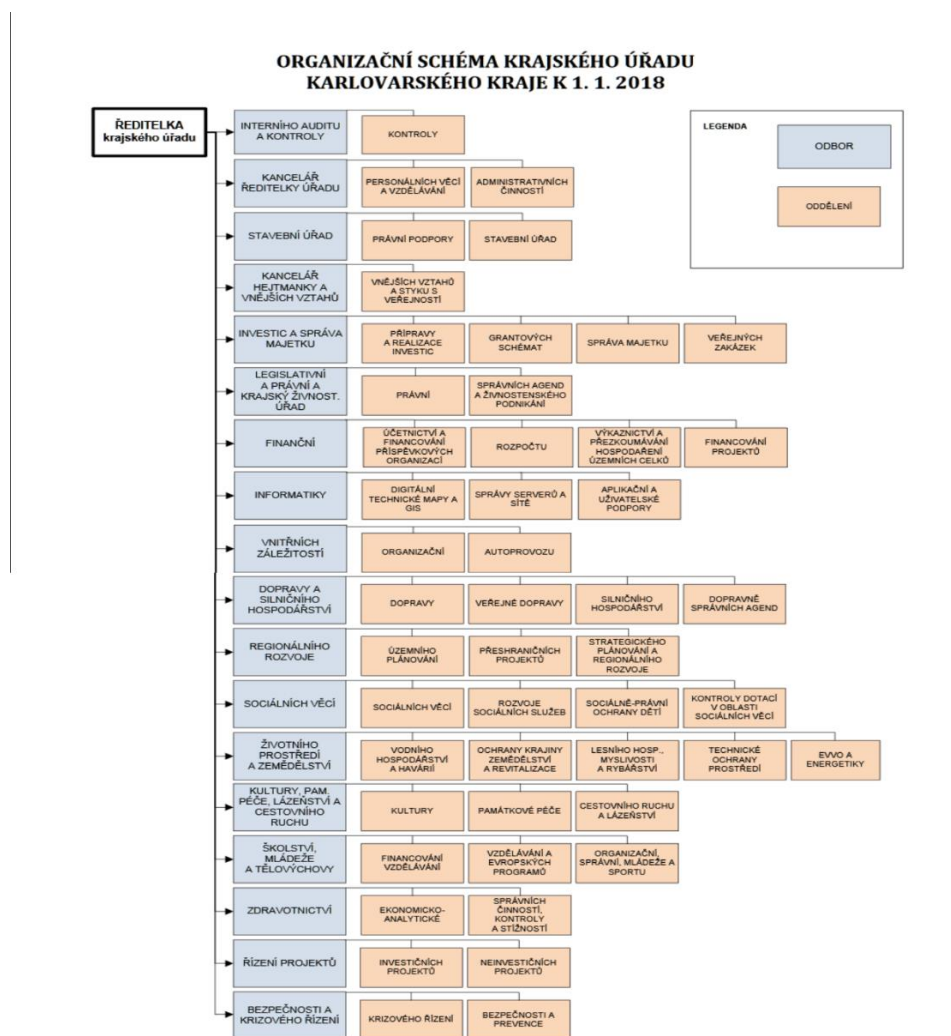 ORGANIZAČNÍ SCHÉMA KRAJSKÉHO ÚŘADU
KARLOVARSKÉHO KRAJE K 1. 1. 2018
ŘEDITELKA
krajského úřadu
LEGENDA
ODBOR
ODDĚLENÍ
INTERNÍHO AUDITU
A KONTROLY
KONTROLY
KANCELÁŘ
ŘEDITELKY ÚŘADU
PERSONÁLNÍCH VĚCÍ
A VZDĚLÁVÁNÍ
ADMINISTRATIVNÍCH
ČINNOSTÍ
STAVEBNÍ ÚŘAD
PRÁVNÍ PODPORY
STAVEBNÍ ÚŘAD
KANCELÁŘ
HEJTMANKY A
VNĚJŠÍCH VZTAHŮ
VNĚJŠÍCH VZTAHŮ
A STYKU S
VEŘEJNOSTÍ
INVESTIC A SPRÁVA
MAJETKU
PŘÍPRAVY
A REALIZACE
INVESTIC
GRANTOVÝCH
SCHÉMAT
SPRÁVA MAJETKU
VEŘEJNÝCH
ZAKÁZEK
LEGISLATIVNÍ
A PRÁVNÍ A
KRAJSKÝ ŽIVNOST.
ÚŘAD
PRÁVNÍ
SPRÁVNÍCH AGEND
A ŽIVNOSTENSKÉHO
PODNIKÁNÍ
FINANČNÍ
ÚČETNICTVÍ A
FINANCOVÁNÍ
PŘÍSPĚVKOVÝCH
ORGANIZACÍ
ROZPOČTU
VÝKAZNICTVÍ A
PŘEZKOUMÁVÁNÍ
HOSPODAŘENÍ
ÚZEMNÍCH CELKŮ
FINANCOVÁNÍ
PROJEKTŮ
INFORMATIKY
DIGITÁLNÍ
TECHNICKÉ MAPY A
GIS
SPRÁVY SERVERŮ A
SÍTĚ
APLIKAČNÍ A
UŽIVATELSKÉ
PODPORY
VNITŘNÍCH
ZÁLEŽITOSTÍ
ORGANIZAČNÍ
AUTOPROVOZU
DOPRAVY A
SILNIČNÍHO
HOSPODÁŘSTVÍ
DOPRAVY
VEŘEJNÉ DOPRAVY
SILNIČNÍHO
HOSPODÁŘSTVÍ
DOPRAVNĚ
SPRÁVNÍCH AGEND
REGIONÁLNÍHO
ROZVOJE
ÚZEMNÍHO
PLÁNOVÁNÍ
PŘESHRANIČNÍCH
PROJEKTŮ
STRATEGICKÉHO
PLÁNOVÁNÍ A
REGIONÁLNÍHO
ROZVOJE
SOCIÁLNÍCH VĚCÍ
SOCIÁLNÍCH VĚCÍ
ROZVOJE
SOCIÁLNÍCH SLUŽEB
SOCIÁLNĚ-PRÁVNÍ
OCHRANY DĚTÍ
KONTROLY DOTACÍ
V OBLASTI
SOCIÁLNÍCH VĚCÍ
ŽIVOTNÍHO
PROSTŘEDÍ
A ZEMĚDĚLSTVÍ
VODNÍHO
HOSPODÁŘSTVÍ
A HAVÁRIÍ
OCHRANY KRAJINY
ZEMĚDĚLSTVÍ
A REVITALIZACE
LESNÍHO HOSP.,
MYSLIVOSTI
A RYBÁŘSTVÍ
TECHNICKÉ
OCHRANY
PROSTŘEDÍ
EVVO A
ENERGETIKY
KULTURY, PAM.
PÉČE, LÁZEŇSTVÍ A
CESTOVNÍHO
RUCHU
KULTURY
PAMÁTKOVÉ PÉČE
CESTOVNÍHO RUCHU
A LÁZEŇSTVÍ
ŠKOLSTVÍ,
MLÁDEŽE
A TĚLOVÝCHOVY
FINANCOVÁNÍ
VZDĚLÁVÁNÍ
VZDĚLÁVÁNÍ A
EVROPSKÝCH
PROGRAMŮ
ORGANIZAČNÍ,
SPRÁVNÍ, MLÁDEŽE A
SPORTU
ZDRAVOTNICTVÍ
EKONOMICKO-
ANALYTICKÉ
SPRÁVNÍCH
ČINNOSTÍ,
KONTROLY
A STÍŽNOSTÍ
ŘÍZENÍ PROJEKTŮ
INVESTIČNÍCH
PROJEKTŮ
NEINVESTIČNÍCH
PROJEKTŮ
BEZPEČNOSTI A
KRIZOVÉHO ŘÍZENÍ
KRIZOVÉHO ŘÍZENÍ
BEZPEČNOSTI A
PREVENCE